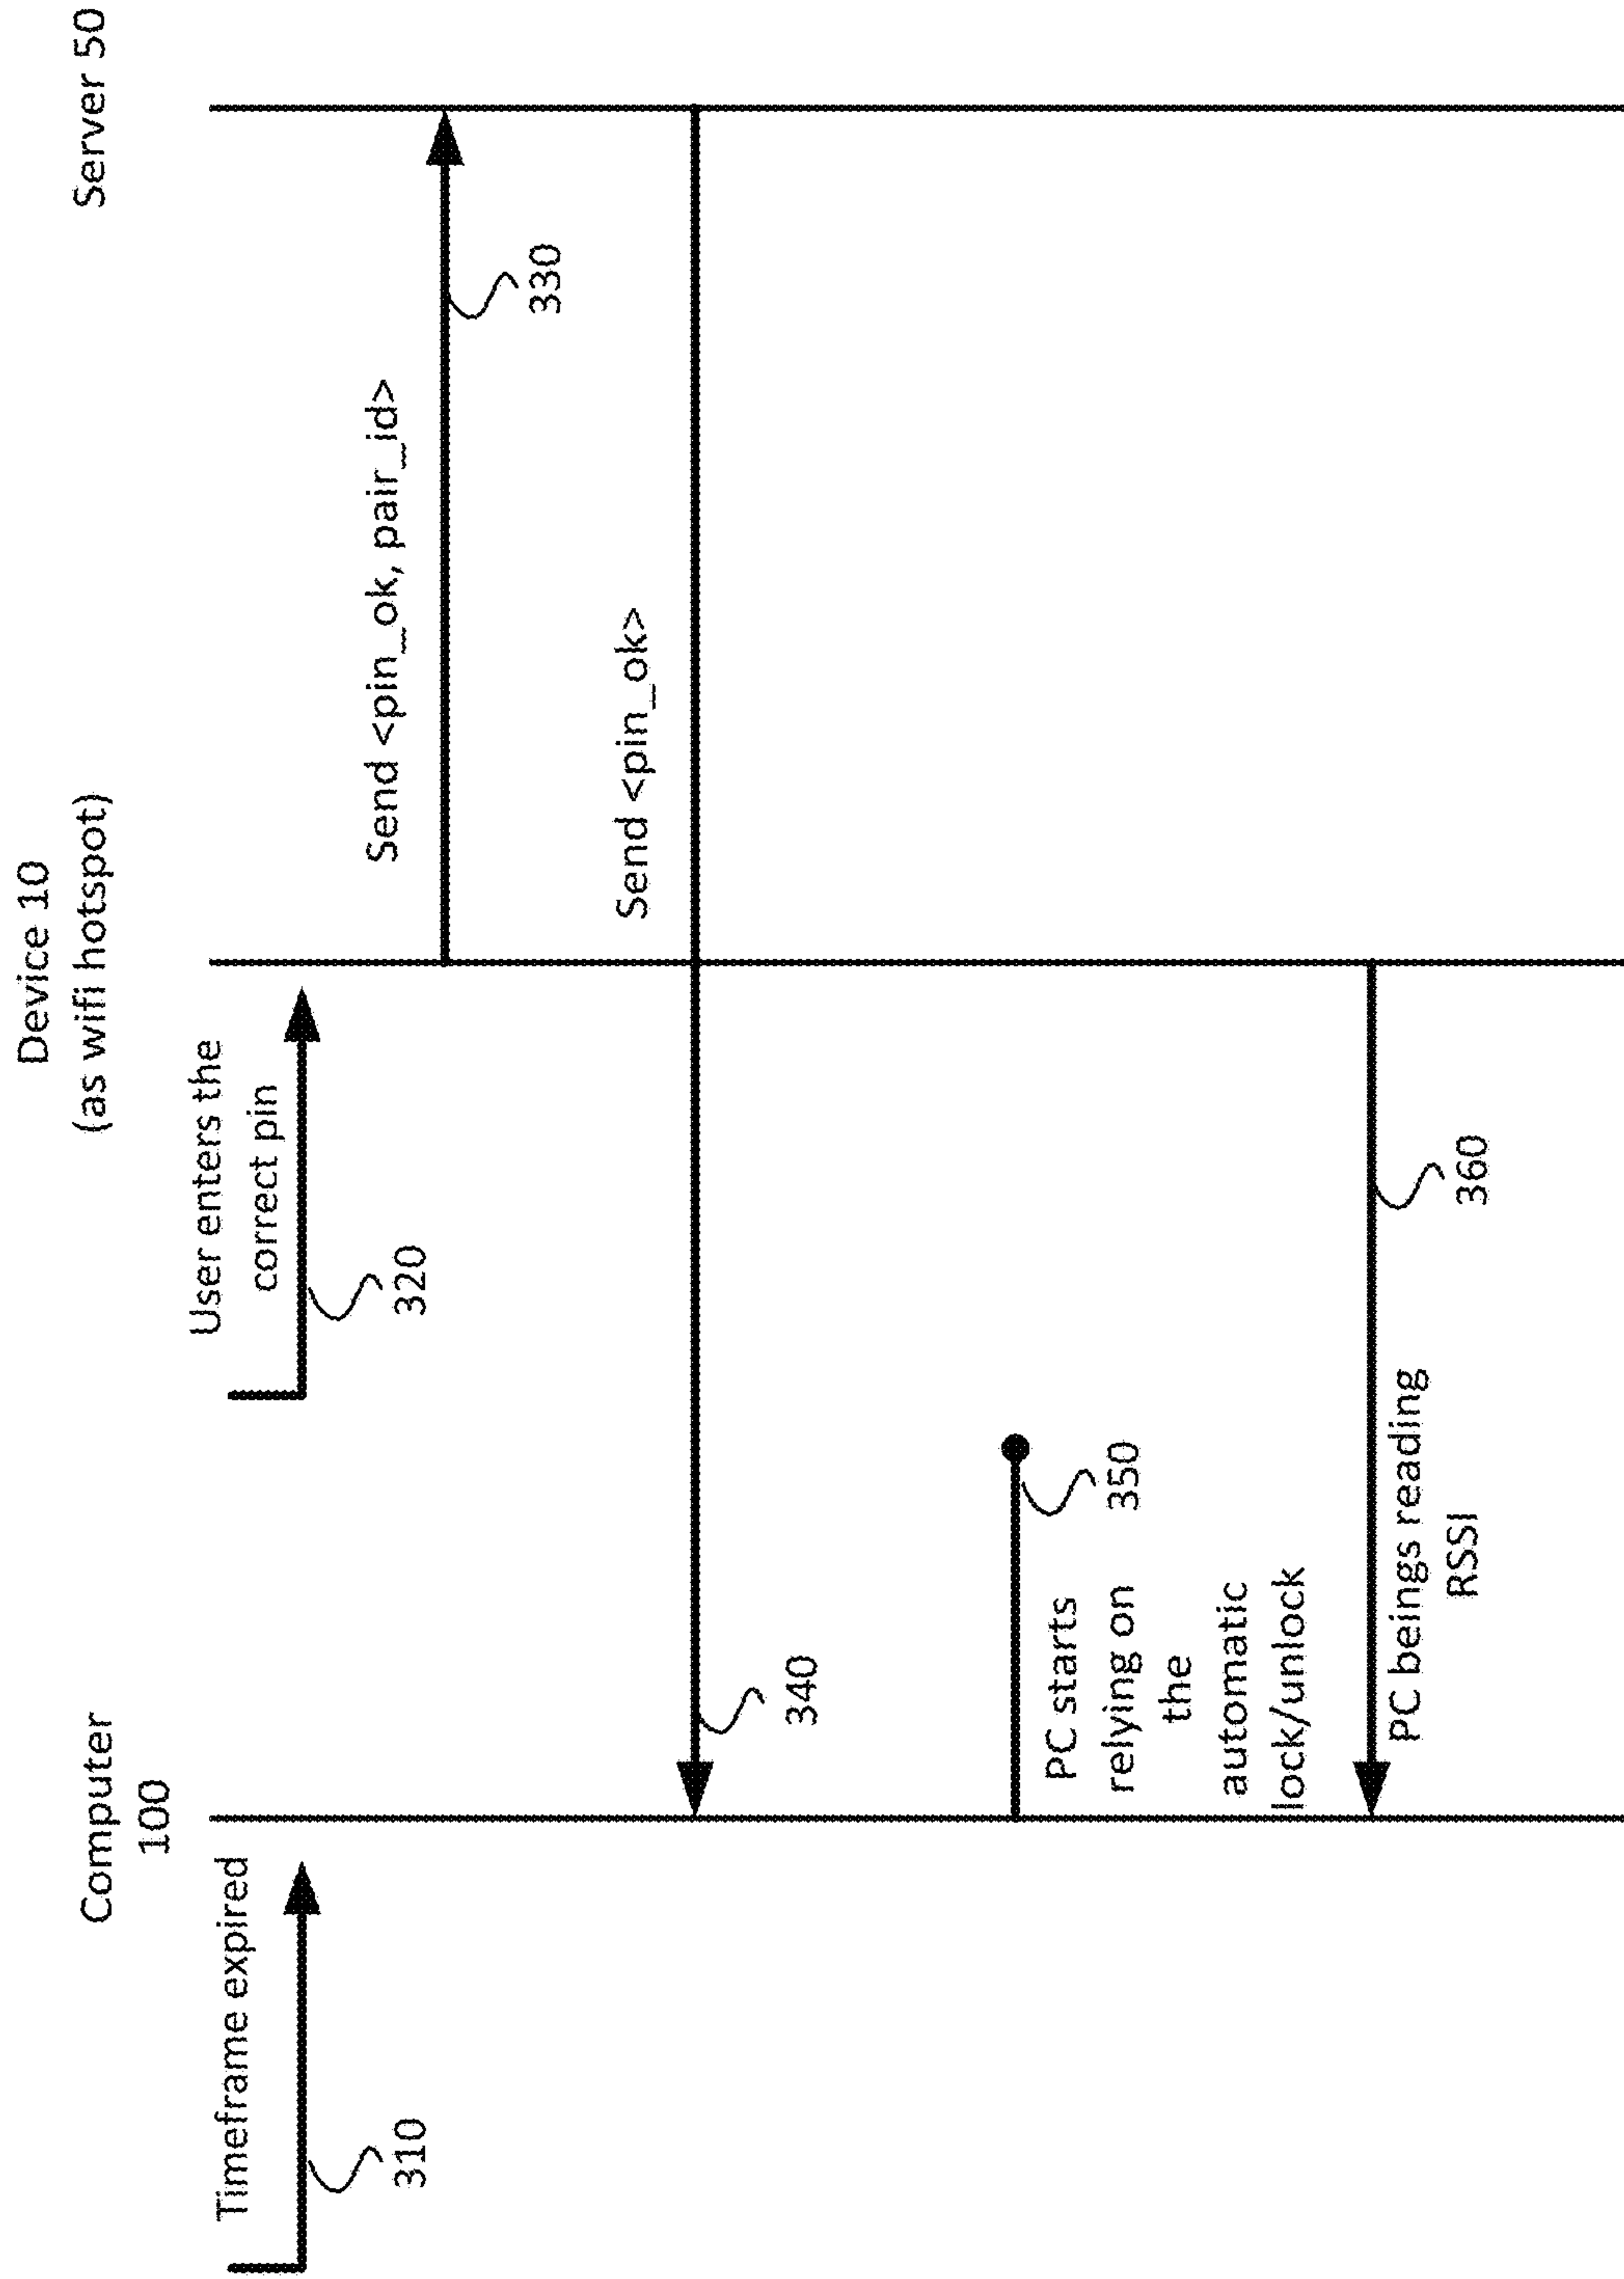 Computer
100
Device 10
(as wifi hotspot)
Server 50
Timeframe expired
310
User enters the
correct pin
320
Send <pin_ok, pair_id>
330
Send <pin_ok>
340
350
PC starts
relying on
the
automatic
lock/unlock
360
PC beings reading
RSSI